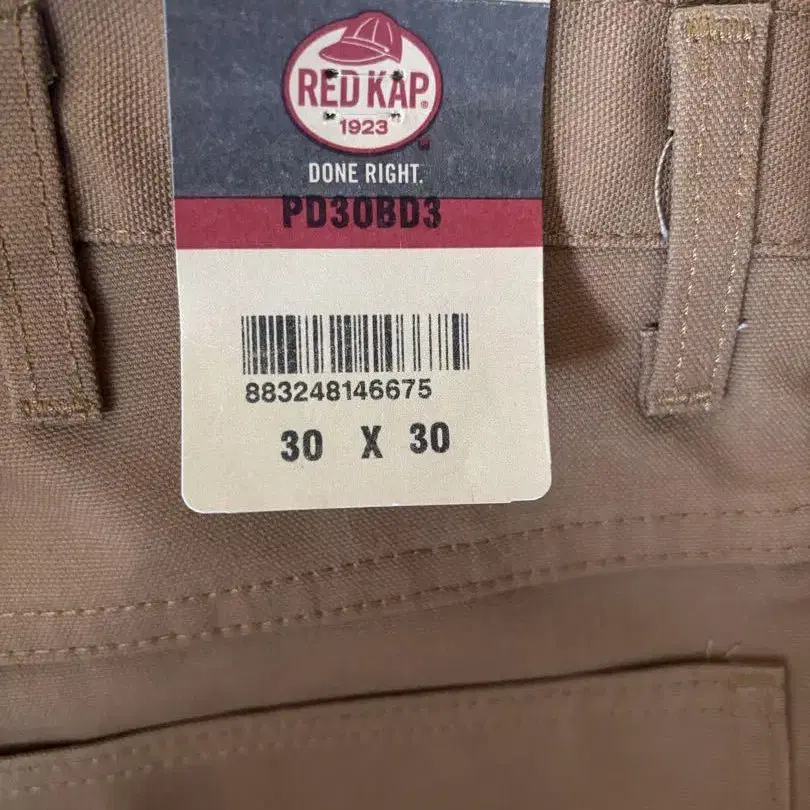 RED KAP®
1923
DONE RIGHT.
PD30BD3
883248146675
30 X 30